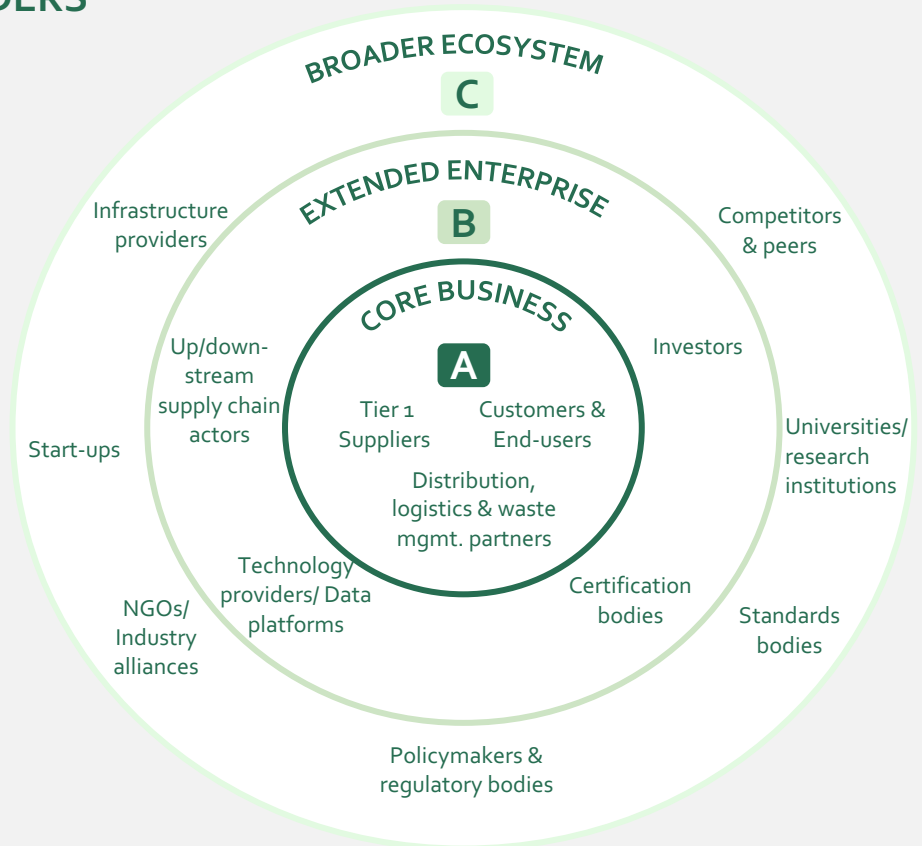 BROADER ECOSYSTEM
C
EXTENDED ENTERPRISE
B
CORE BUSINESS
A
Tier 1
Suppliers
Customers &
End-users
Distribution,
logistics & waste
mgmt. partners
Up/down-
stream
supply chain
actors
Investors
Technology
providers/ Data
platforms
Certification
bodies
Infrastructure
providers
Competitors
& peers
Start-ups
Universities/
research
institutions
NGOs/
Industry
alliances
Standards
bodies
Policymakers &
regulatory bodies